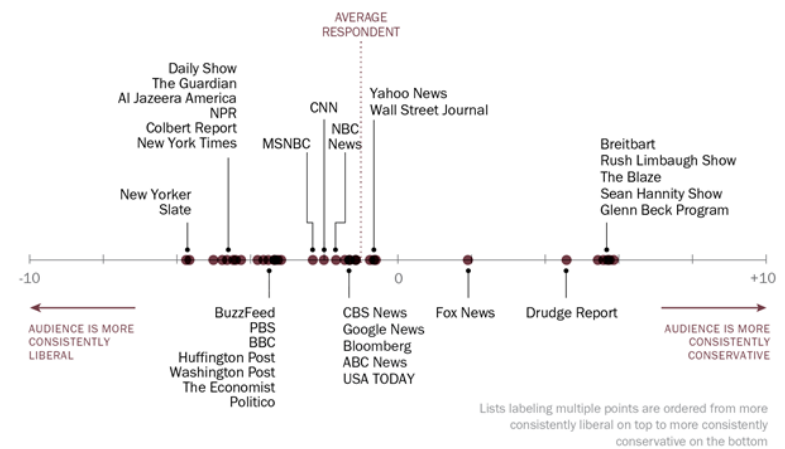 AVERAGE
RESPONDENT
Daily Show
The Guardian
Al Jazeera America
NPR
Colbert Report
New York Times
New Yorker
Slate
MSNBC
CNN
NBC
News
Yahoo News
Wall Street Journal
Breitbart
Rush Limbaugh Show
The Blaze
Sean Hannity Show
Glenn Beck Program
-10
0
+10
AUDIENCE IS MORE
CONSISTENTLY
LIBERAL
BuzzFeed
PBS
BBC
Huffington Post
Washington Post
The Economist
Politico
CBS News
Google News
Bloomberg
ABC News
USA TODAY
Fox News
Drudge Report
AUDIENCE IS MORE
CONSISTENTLY
CONSERVATIVE
Lists labeling multiple points are ordered from more
consistently liberal on top to more consistently
conservative on the bottom